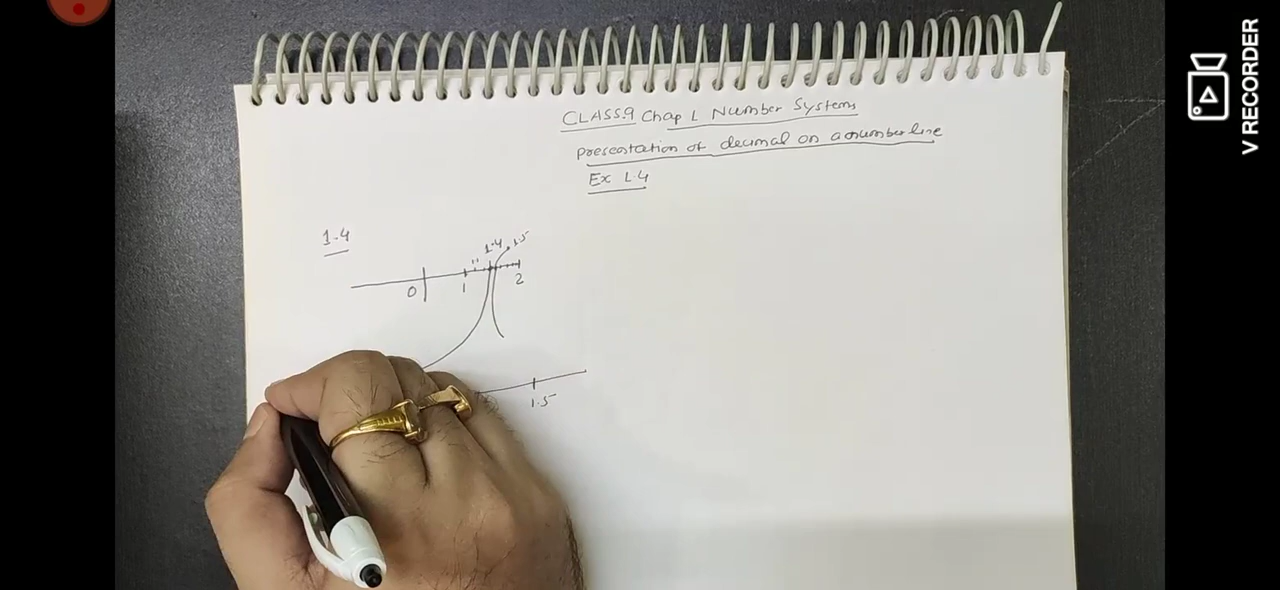 CLASS.9 Chap 1 Number Systems
presentation of decimal on a number line
Ex 1.4
1.4
1.4 1.5
0 1 2
1.5
V RECORDER